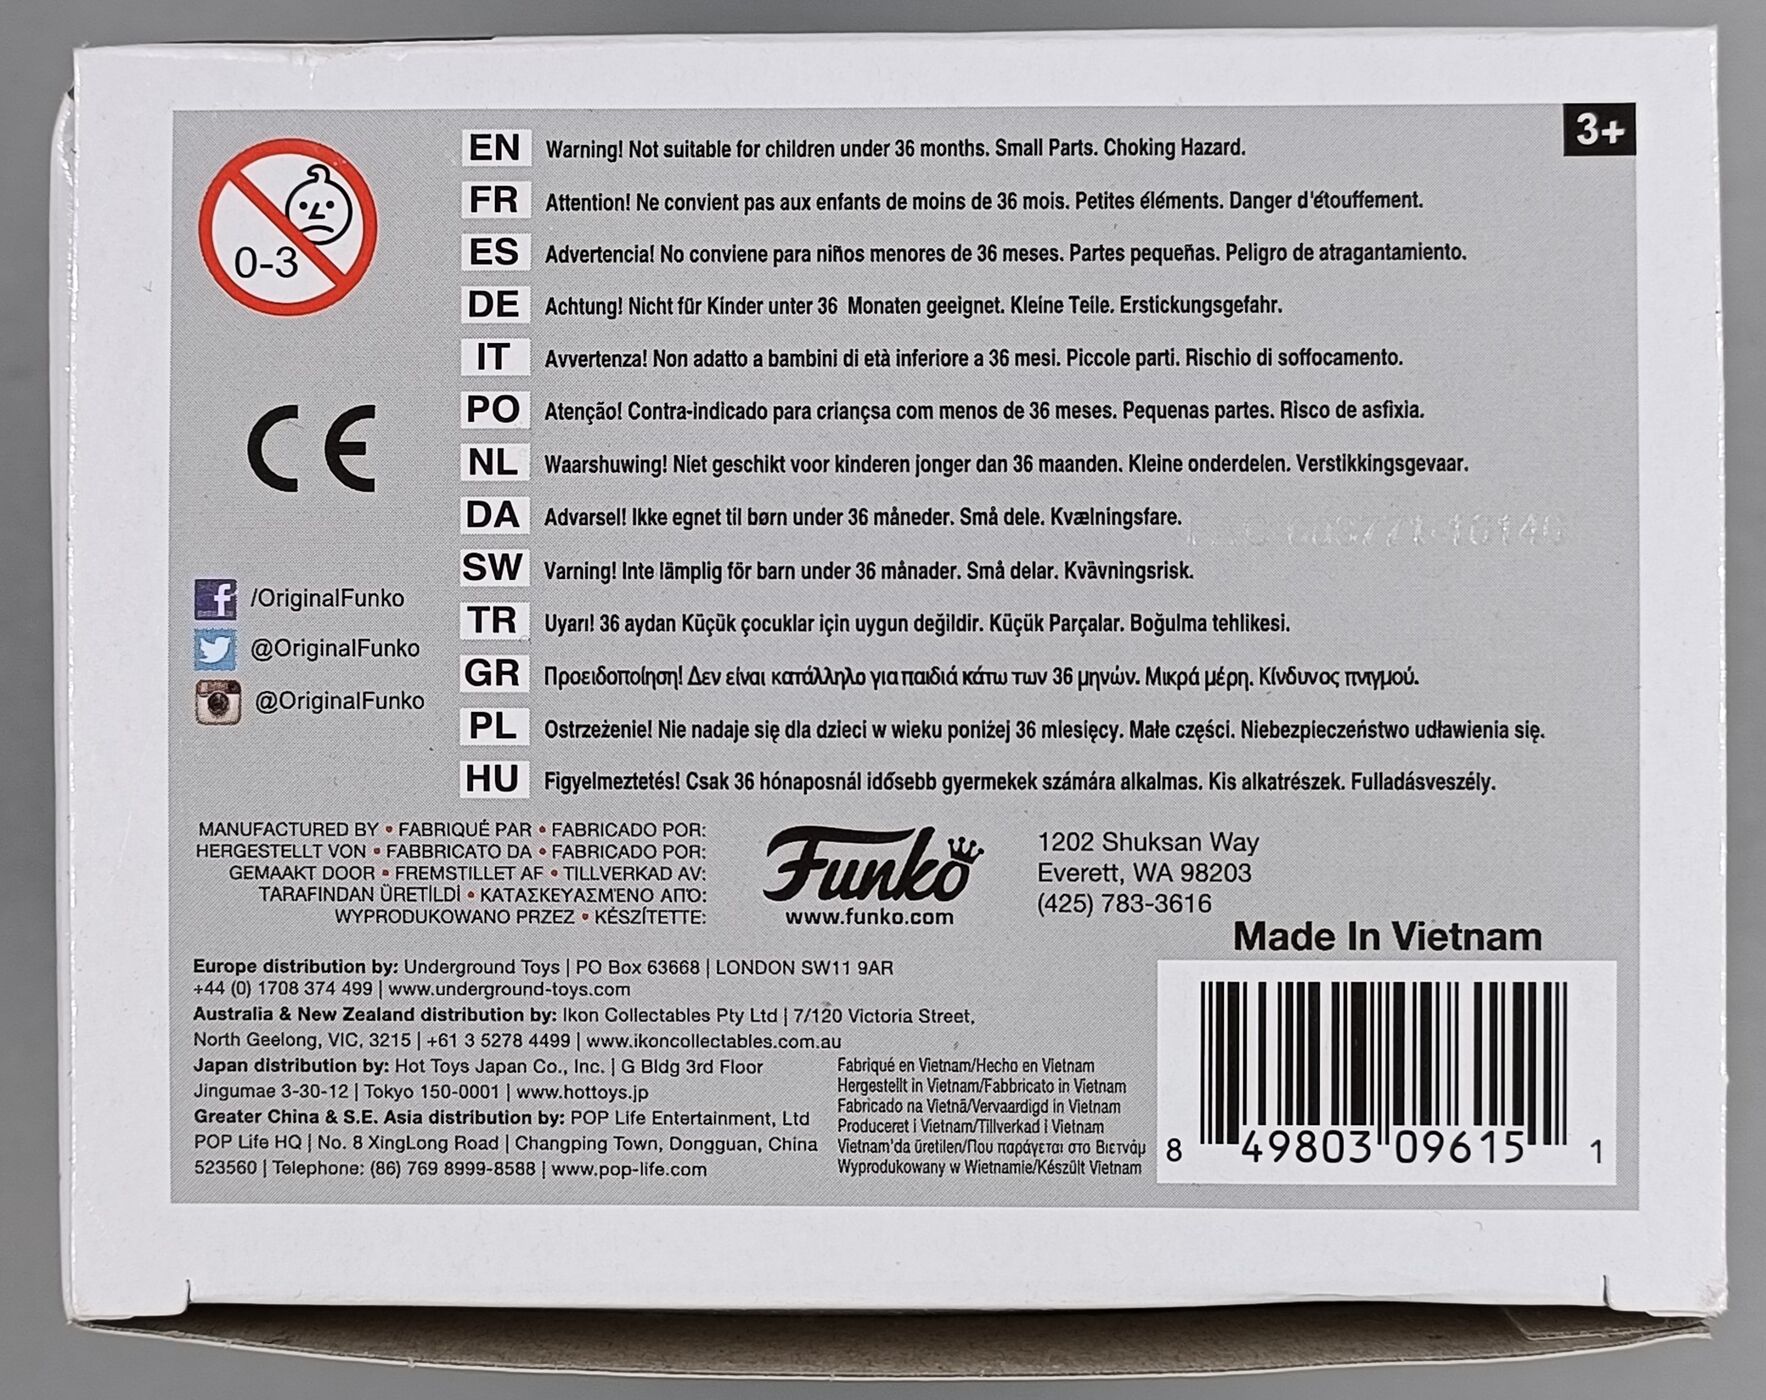 3+
0-3
EN Warning! Not suitable for children under 36 months. Small Parts. Choking Hazard.
FR Attention! Ne convient pas aux enfants de moins de 36 mois. Petites éléments. Danger d'étouffement.
ES Advertencia! No conviene para niños menores de 36 meses. Partes pequeñas. Peligro de atragantamiento.
DE Achtung! Nicht für Kinder unter 36 Monaten geeignet. Kleine Teile. Erstickungsgefahr.
IT Avvertenza! Non adatto a bambini di età inferiore a 36 mesi. Piccole parti. Rischio di soffocamento.
PO Atenção! Contra-indicado para criançsa com menos de 36 meses. Pequenas partes. Risco de asfixia.
NL Waarshuwing! Niet geschikt voor kinderen jonger dan 36 maanden. Kleine onderdelen. Verstikkingsgevaar.
DA Advarsel! Ikke egnet til børn under 36 måneder. Små dele. Kvælningsfare.
SW Varning! Inte lämplig för barn under 36 månader. Små delar. Kvävningsrisk.
TR Uyarı! 36 aydan Küçük çocuklar için uygun değildir. Küçük Parçalar. Boğulma tehlikesi.
GR Προειδοποίηση! Δεν είναι κατάλληλο για παιδιά κάτω των 36 μηνών. Μικρά μέρη. Κίνδυνος πνιγμού.
PL Ostrzeżenie! Nie nadaje się dla dzieci w wieku poniżej 36 miesięcy. Małe części. Niebezpieczeństwo udławienia się.
HU Figyelmeztetés! Csak 36 hónaposnál idősebb gyermekek számára alkalmas. Kis alkatrészek. Fulladásveszély.
CE
/OriginalFunko
@OriginalFunko
@OriginalFunko
MANUFACTURED BY • FABRIQUÉ PAR • FABRICADO POR:
HERGESTELLT VON • FABBRICATO DA • FABRICADO POR:
GEMAAKT DOOR • FREMSTILLET AF • TILLVERKAD AV:
TARAFINDAN ÜRETİLDİ • ΚΑΤΑΣΚΕΥΑΣΜΈΝΟ ΑΠΌ:
WYPRODUKOWANO PRZEZ • KÉSZÍTETTE:
Funko
www.funko.com
1202 Shuksan Way
Everett, WA 98203
(425) 783-3616
Made In Vietnam
Europe distribution by: Underground Toys | PO Box 63668 | LONDON SW11 9AR
+44 (0) 1708 374 499 | www.underground-toys.com
Australia & New Zealand distribution by: Ikon Collectables Pty Ltd | 7/120 Victoria Street,
North Geelong, VIC, 3215 | +61 3 5278 4499 | www.ikoncollectables.com.au
Japan distribution by: Hot Toys Japan Co., Inc. | G Bldg 3rd Floor
Jingumae 3-30-12 | Tokyo 150-0001 | www.hottoys.jp
Greater China & S.E. Asia distribution by: POP Life Entertainment, Ltd
POP Life HQ | No. 8 XingLong Road | Changping Town, Dongguan, China
523560 | Telephone: (86) 769 8999-8588 | www.pop-life.com
Fabriqué en Vietnam/Hecho en Vietnam
Hergestellt in Vietnam/Fabbricato in Vietnam
Fabricado na Vietnã/Vervaardigd in Vietnam
Produceret i Vietnam/Tillverkad i Vietnam
Vietnam'da üretilen/Που παράγεται στο Βιετνάμ
Wyprodukowany w Wietnamie/Készült Vietnam
8 49803 09615 1